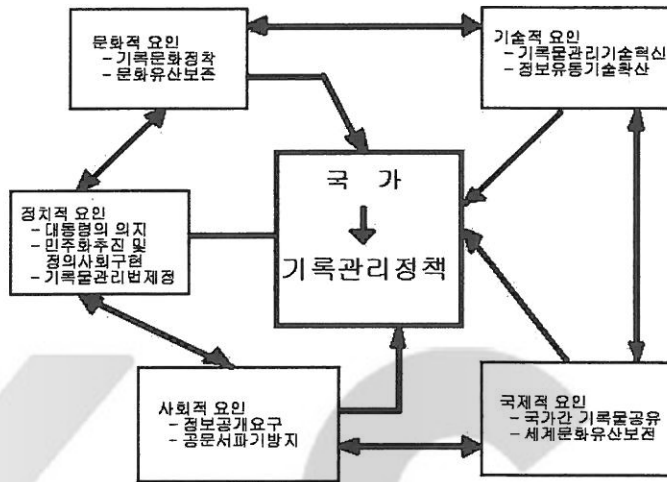 문화적 요인
- 기록문화정착
- 문화유산보존
기술적 요인
- 기록물관리기술혁신
- 정보유통기술확산
국 가
기록관리정책
정치적 요인
- 대통령의 의지
- 민주화추진 및
정의사회구현
- 기록물관리법제정
사회적 요인
- 정보공개요구
- 공문서파기방지
국제적 요인
- 국가간 기록물공유
- 세계문화유산보전